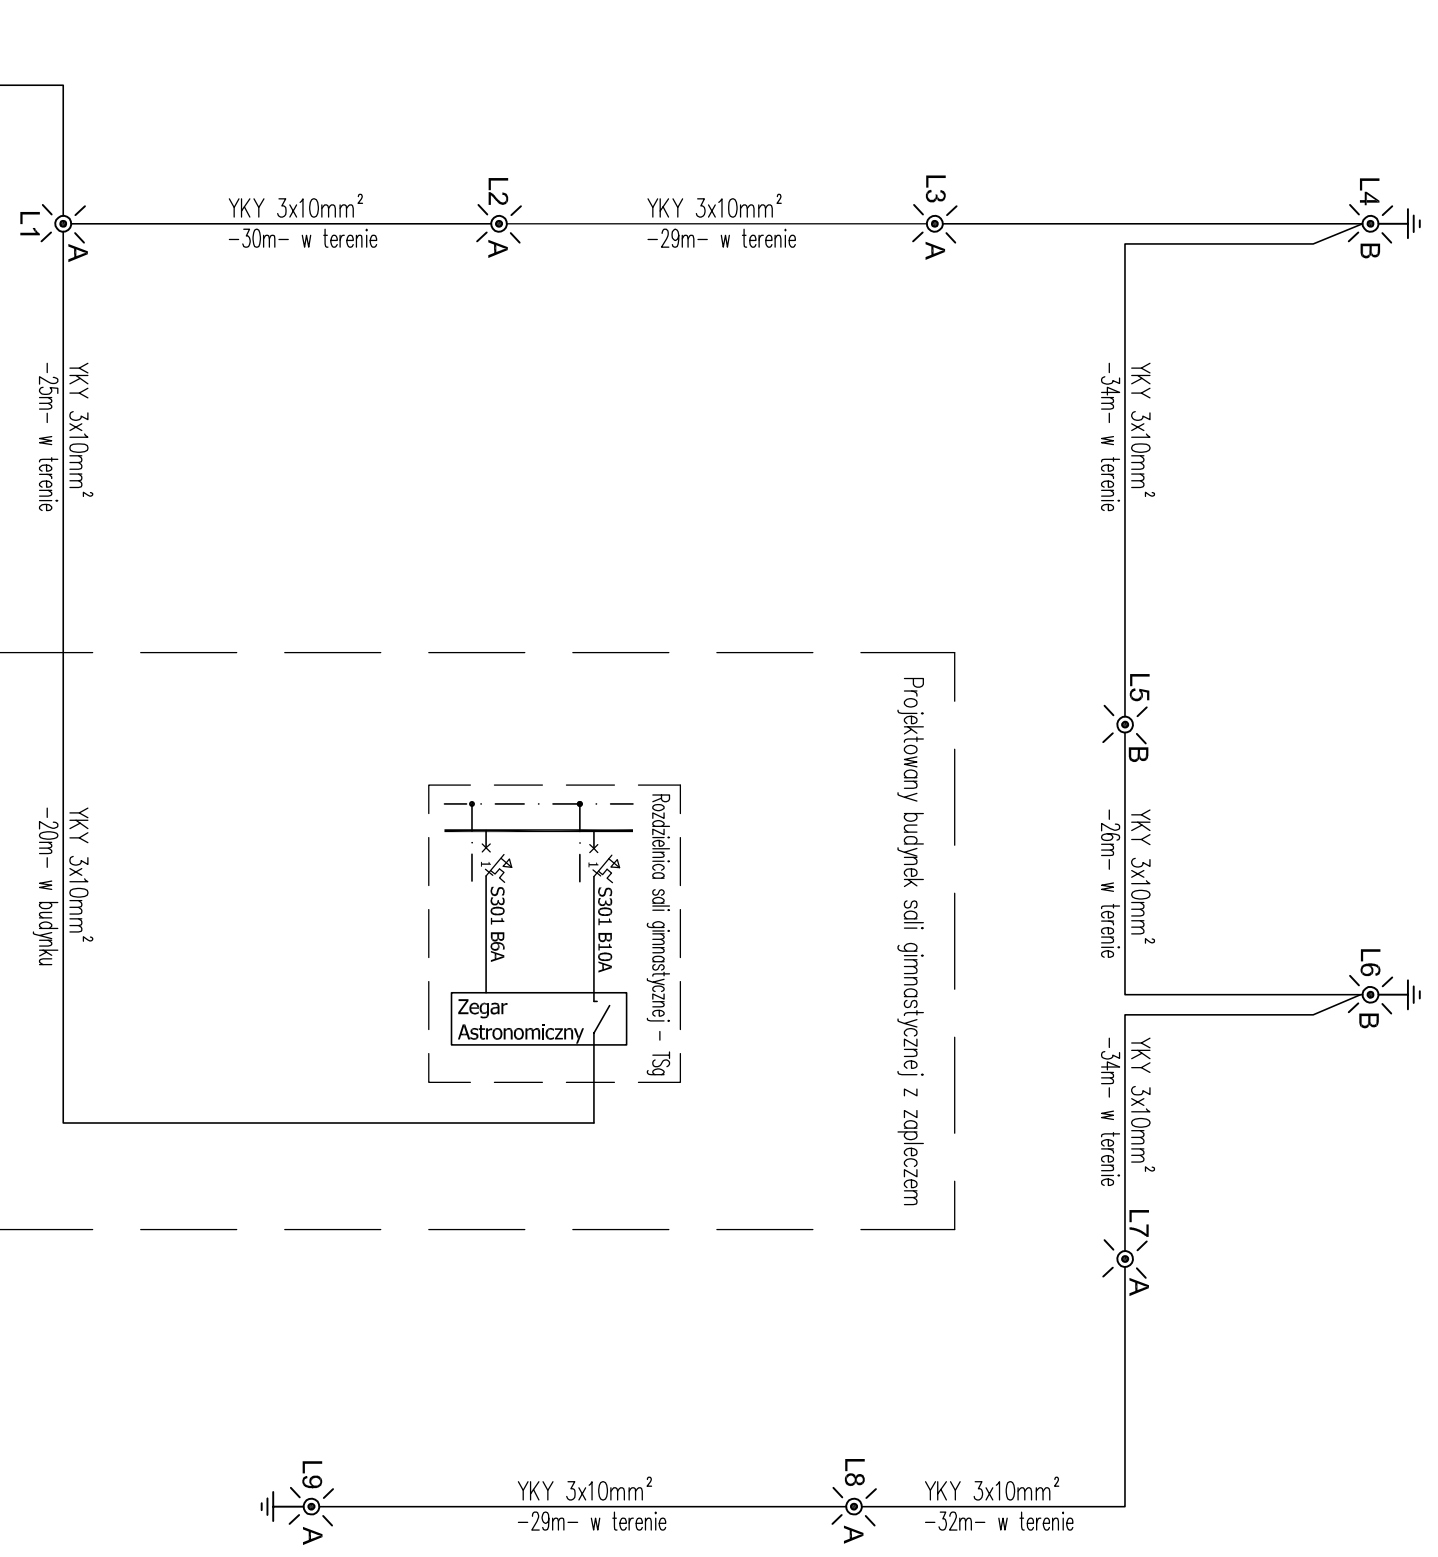 L1
A
YKY 3x10mm²
-30m- w terenie
L2
A
YKY 3x10mm²
-29m- w terenie
L3
A
L4
B
YKY 3x10mm²
-25m- w terenie
YKY 3x10mm²
-34m- w terenie
L5
B
YKY 3x10mm²
-26m- w terenie
L6
B
YKY 3x10mm²
-34m- w terenie
L7
A
Projektowany budynek sali gimnastycznej z zapleczem
Rozdzielnica sali gimnastycznej - TSg
1
S301 B10A
1
S301 B6A
Zegar
Astronomiczny
YKY 3x10mm²
-20m- w budynku
L9
A
YKY 3x10mm²
-29m- w terenie
L8
A
YKY 3x10mm²
-32m- w terenie